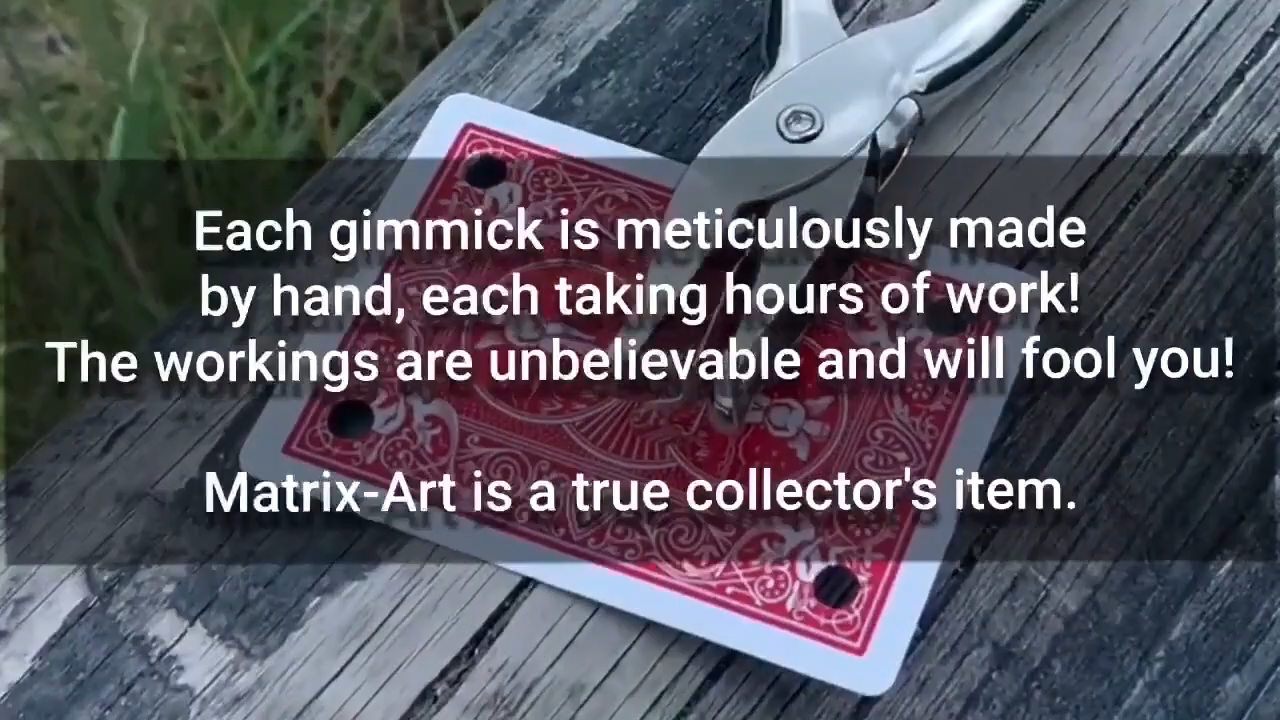 Each gimmick is meticulously made
by hand, each taking hours of work!
The workings are unbelievable and will fool you!
Matrix-Art is a true collector's item.